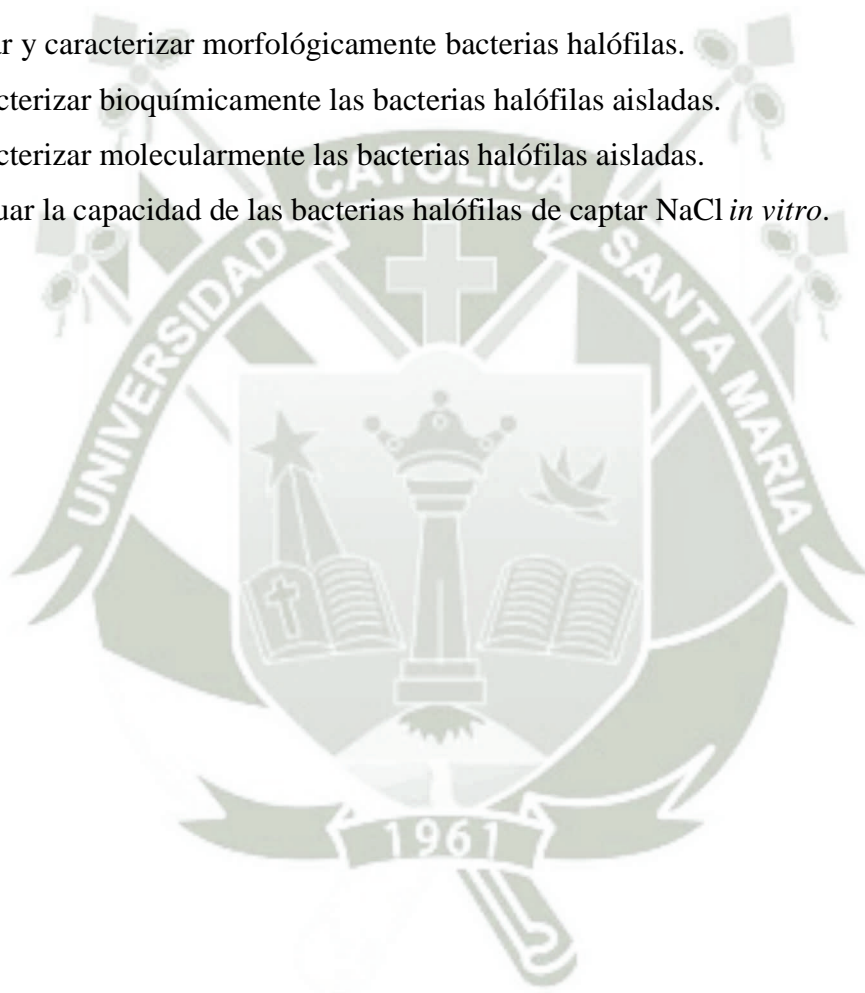 r y caracterizar morfológicamente bacterias halófilas.
cterizar bioquímicamente las bacterias halófilas aisladas.
cterizar molecularmente las bacterias halófilas aisladas.
uar la capacidad de las bacterias halófilas de captar NaCl in vitro.
UNIVERSIDAD CATOLICA SANTA MARIA
1961